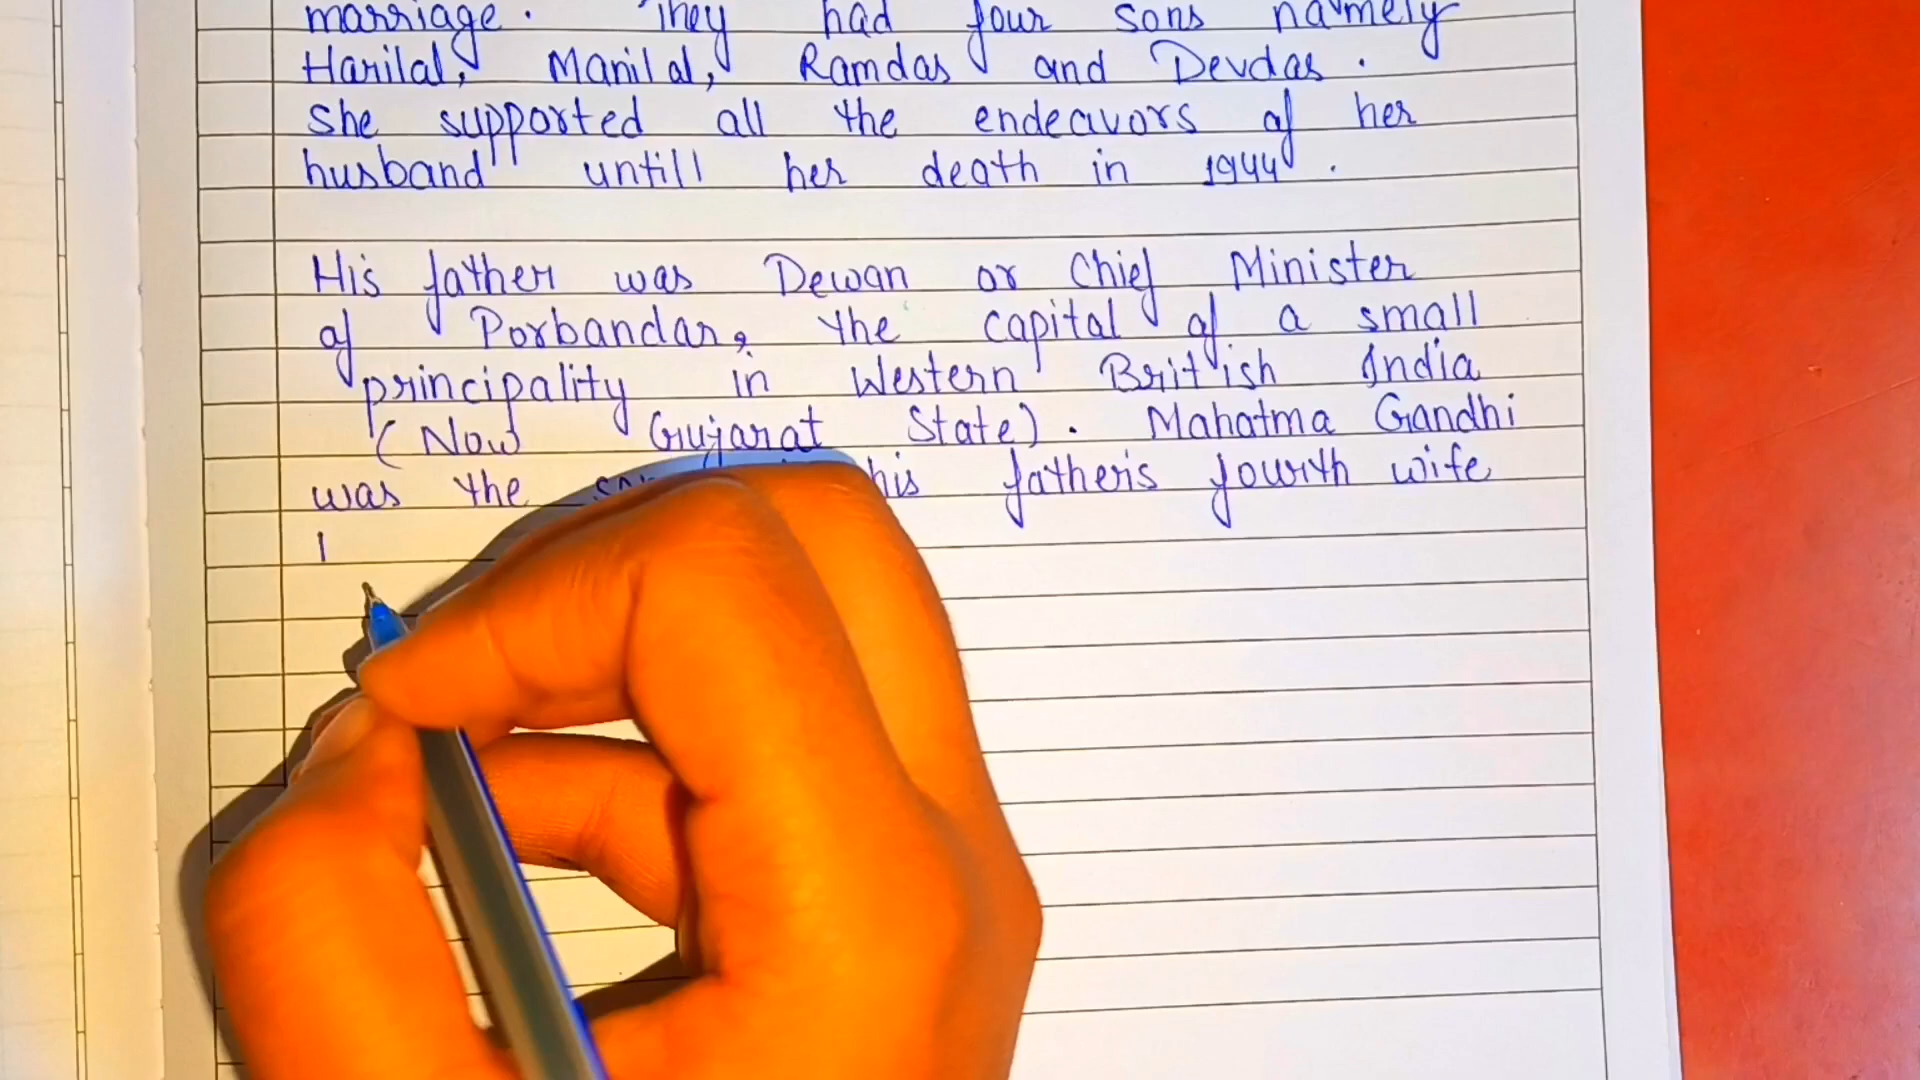 marriage. They had four sons namely
Harilal, Manilal, Ramdas and Devdas.
She supported all the endeavors of her
husband untill her death in 1944.
His father was Dewan or Chief Minister
of Porbandar, the capital of a small
principality in Western British India
(Now Gujarat State). Mahatma Gandhi
was the his father's fourth wife